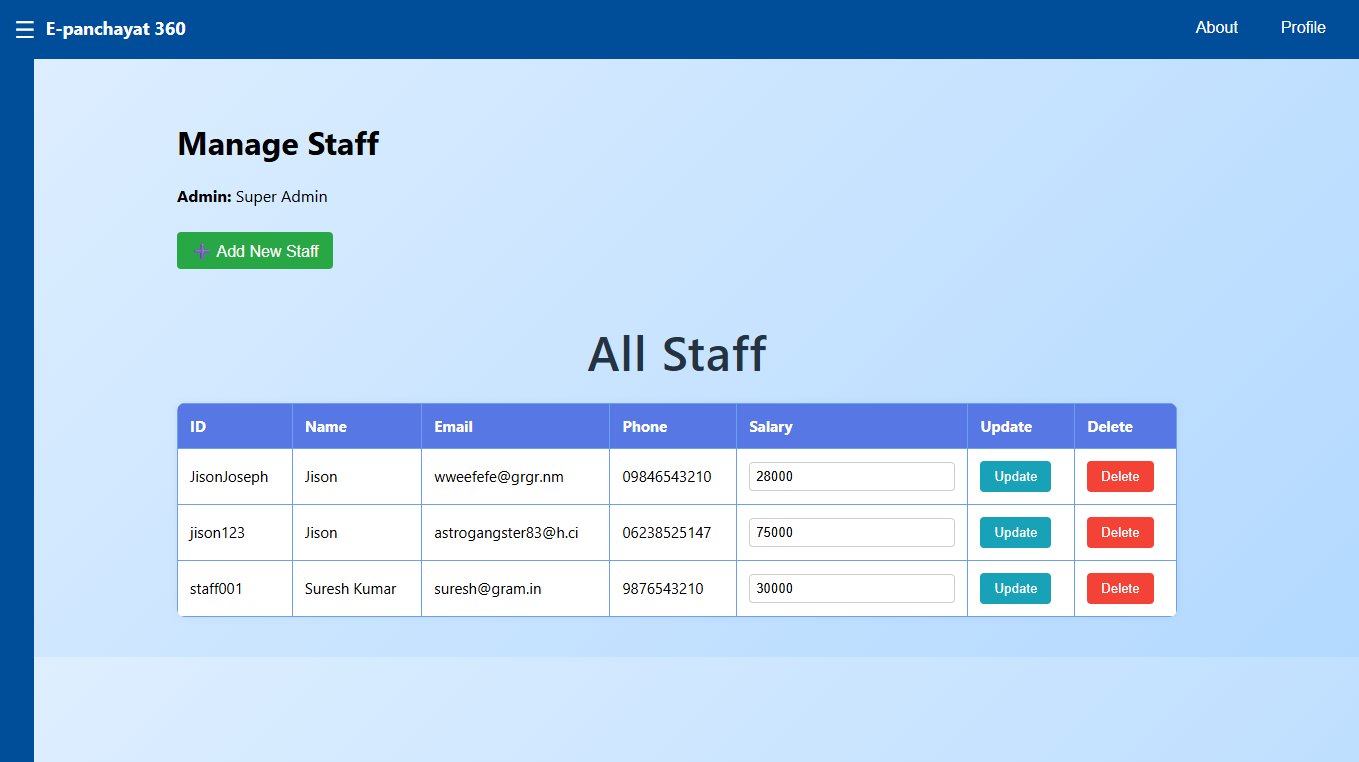 ☰ E-panchayat 360 About Profile
Manage Staff
Admin: Super Admin
➕ Add New Staff
All Staff
ID Name Email Phone Salary Update Delete
JisonJoseph Jison wweefefe@grgr.nm 09846543210 28000 Update Delete
jison123 Jison astrogangster83@h.ci 06238525147 75000 Update Delete
staff001 Suresh Kumar suresh@gram.in 9876543210 30000 Update Delete